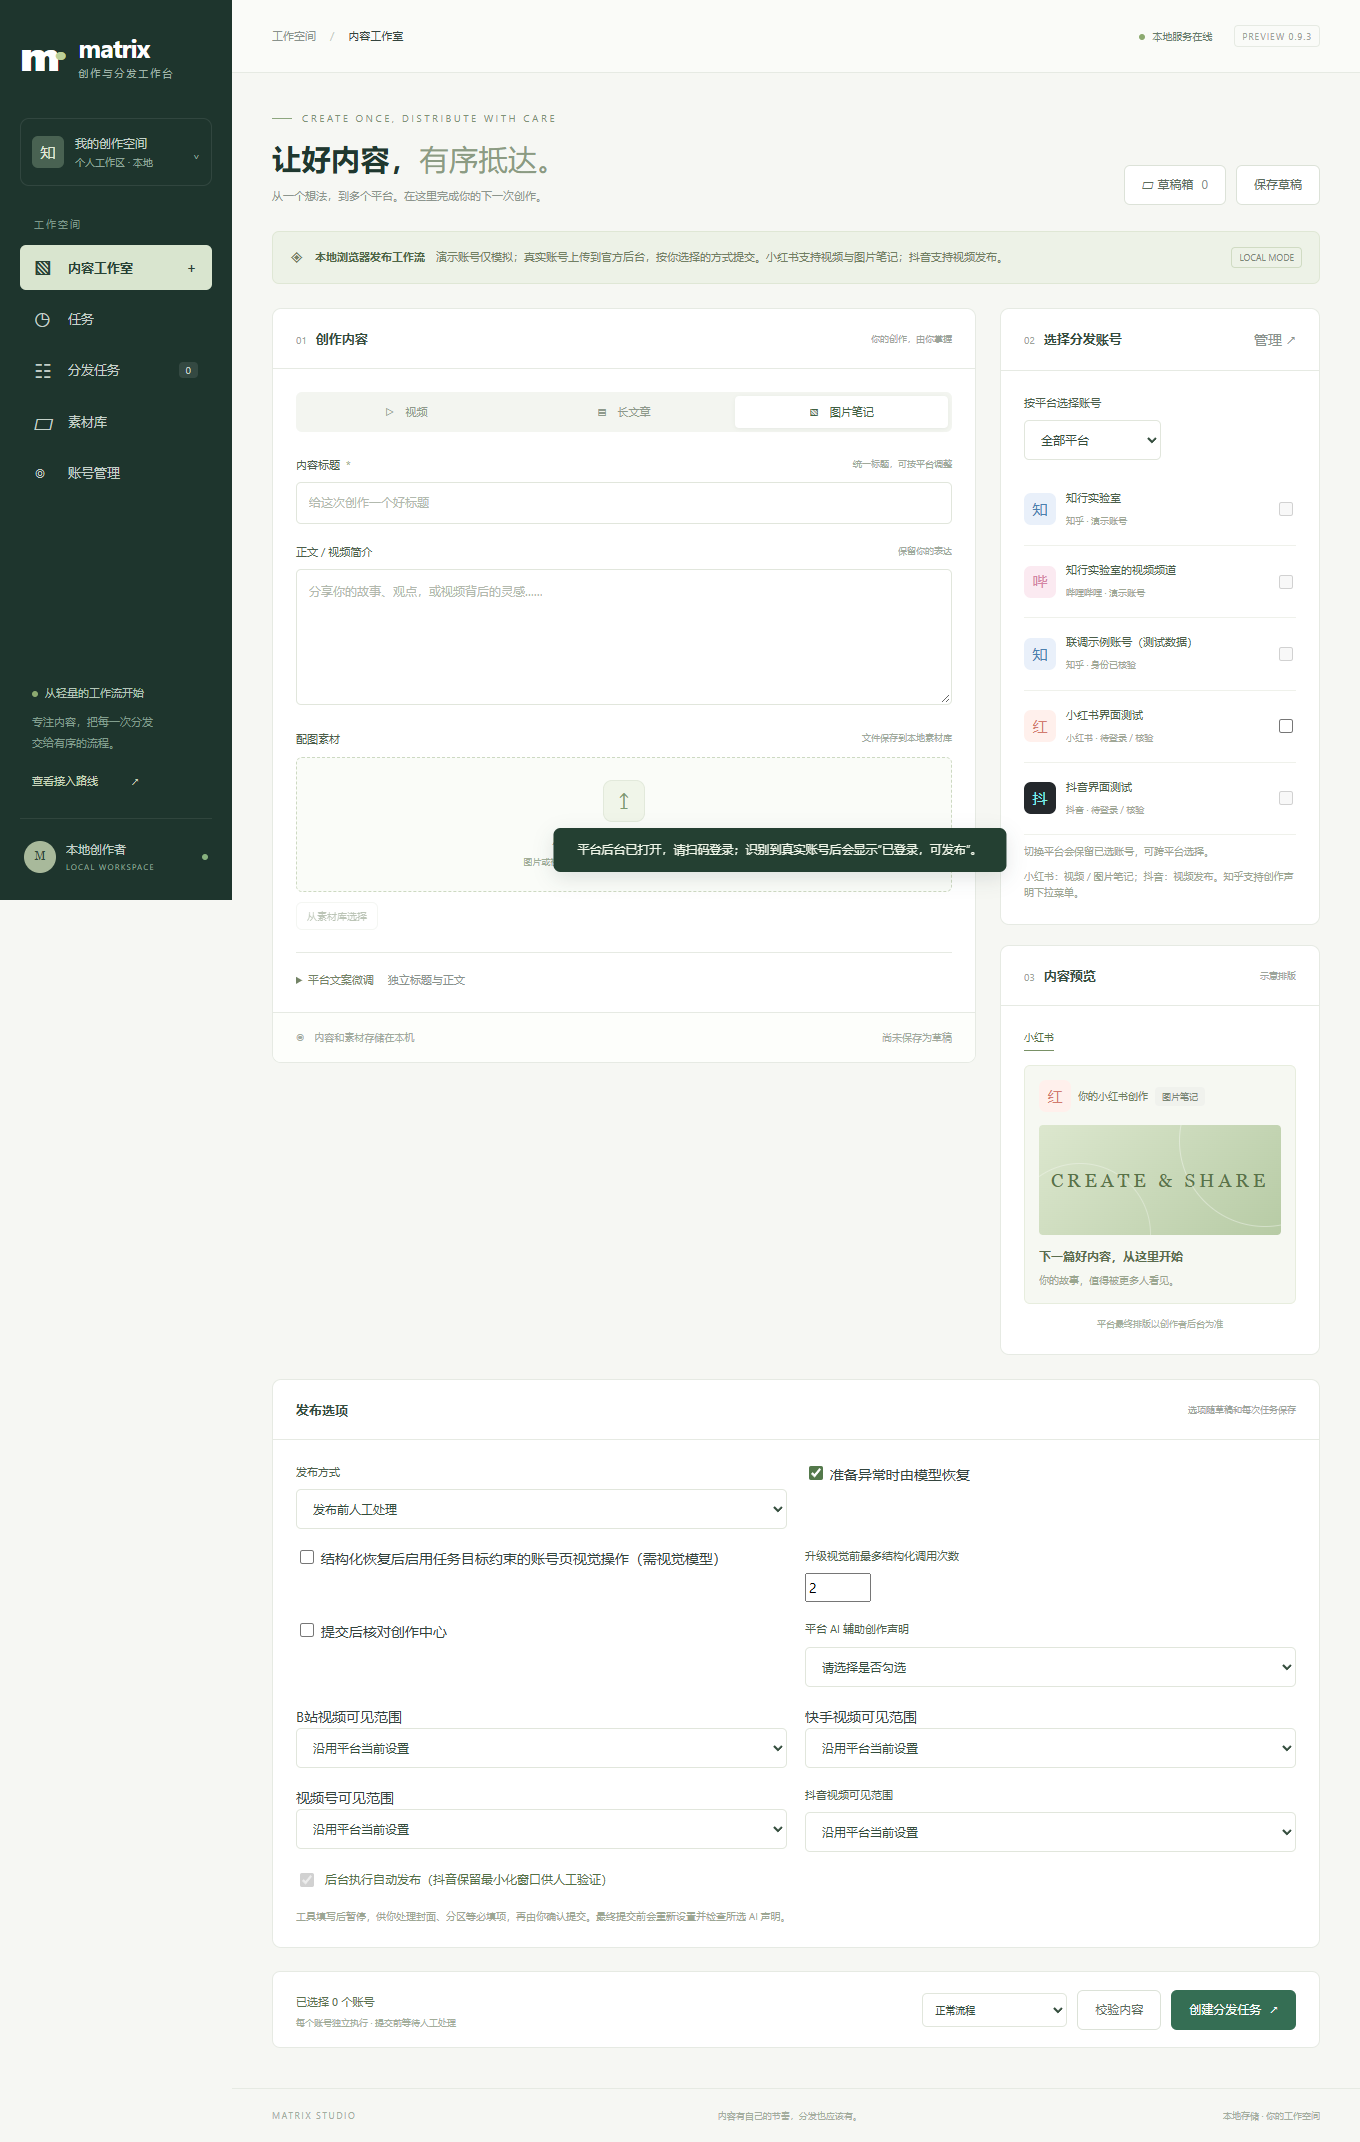 matrix
创作与分发工作台
知
我的创作空间
个人工作区 · 本地
工作空间
内容工作室
+
任务
分发任务
0
素材库
账号管理
从轻量的工作流开始
专注内容，把每一次分发
交给有序的流程。
查看接入路线 ↗
M
本地创作者
LOCAL WORKSPACE
工作空间 / 内容工作室
本地服务在线
PREVIEW 0.9.3
CREATE ONCE, DISTRIBUTE WITH CARE
让好内容，有序抵达。
从一个想法，到多个平台。在这里完成你的下一次创作。
草稿箱 0
保存草稿
本地浏览器发布工作流 演示账号仅模拟；真实账号上传到官方后台，按你选择的方式提交。小红书支持视频与图片笔记；抖音支持视频发布。
LOCAL MODE
01 创作内容
你的创作，由你掌握
视频
长文章
图片笔记
内容标题 *
统一标题，可按平台调整
给这次创作一个好标题
正文 / 视频简介
保留你的表达
分享你的故事、观点，或视频背后的灵感……
配图素材
文件保存到本地素材库
图片或
平台后台已打开，请扫码登录；识别到真实账号后会显示“已登录，可发布”。
从素材库选择
平台文案微调 独立标题与正文
内容和素材存储在本机
尚未保存为草稿
02 选择分发账号
管理 ↗
按平台选择账号
全部平台
知
知行实验室
知乎 · 演示账号
哔
知行实验室的视频频道
哔哩哔哩 · 演示账号
知
联调示例账号（测试数据）
知乎 · 身份已核验
红
小红书界面测试
小红书 · 待登录 / 核验
抖
抖音界面测试
抖音 · 待登录 / 核验
切换平台会保留已选账号，可跨平台选择。
小红书：视频 / 图片笔记；抖音：视频发布。知乎支持创作声
明下拉菜单。
03 内容预览
示意排版
小红书
红
你的小红书创作
图片笔记
CREATE & SHARE
下一篇好内容，从这里开始
你的故事，值得被更多人看见。
平台最终排版以创作者后台为准
发布选项
选项随草稿和每次任务保存
发布方式
发布前人工处理
准备异常时由模型恢复
结构化恢复后启用任务目标约束的账号页视觉操作（需视觉模型）
升级视觉前最多结构化调用次数
2
提交后核对创作中心
平台 AI 辅助创作声明
请选择是否勾选
B站视频可见范围
沿用平台当前设置
快手视频可见范围
沿用平台当前设置
视频号可见范围
沿用平台当前设置
抖音视频可见范围
沿用平台当前设置
后台执行自动发布（抖音保留最小化窗口供人工验证）
工具填写后暂停，供你处理封面、分区等必填项，再由你确认提交。最终提交前会重新设置并检查所选 AI 声明。
已选择 0 个账号
每个账号独立执行 · 提交前等待人工处理
正常流程
校验内容
创建分发任务 ↗
MATRIX STUDIO
内容有自己的节奏，分发也应该有。
本地存储 · 你的工作空间